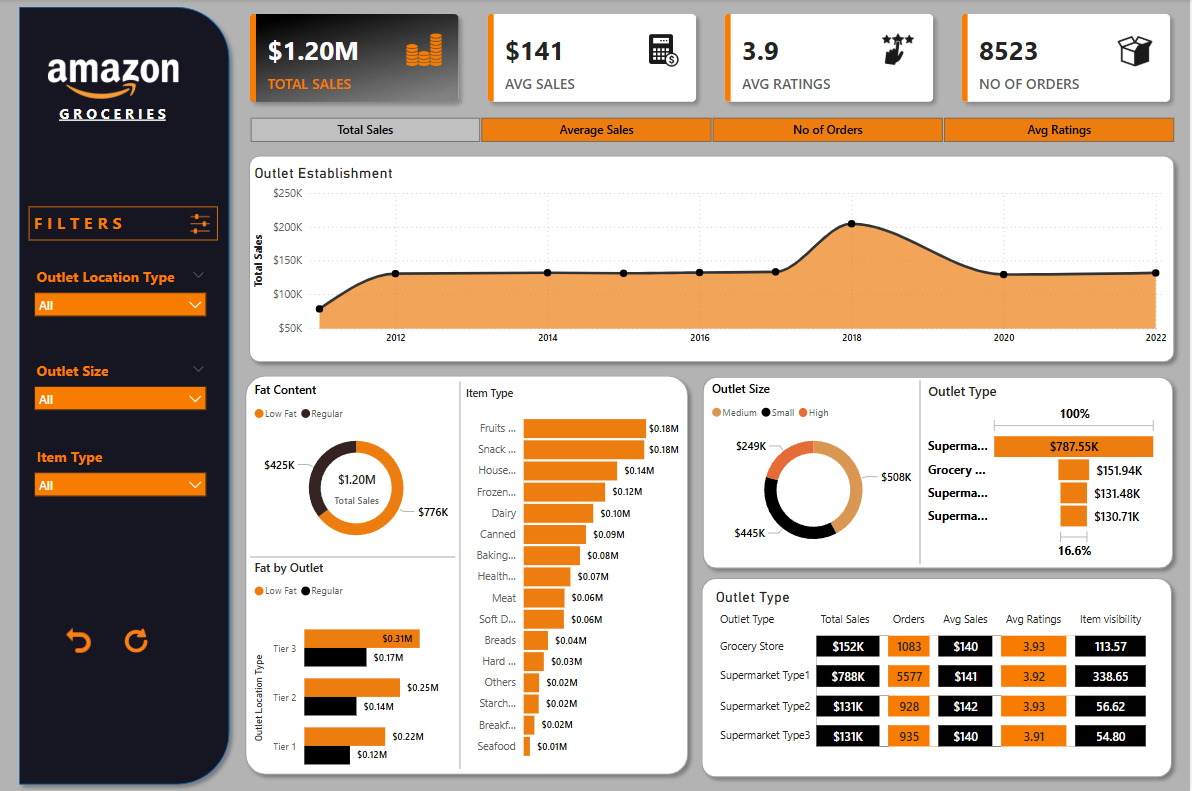 amazon
GROCERIES
FILTERS
Outlet Location Type
All
Outlet Size
All
Item Type
All
$1.20M
TOTAL SALES
$141
AVG SALES
3.9
AVG RATINGS
8523
NO OF ORDERS
Total Sales
Average Sales
No of Orders
Avg Ratings
Outlet Establishment
Total Sales
$250K
$200K
$150K
$100K
$50K
2012 2014 2016 2018 2020 2022
Fat Content
Low Fat Regular
$425K
$1.20M
Total Sales
$776K
Fat by Outlet
Low Fat Regular
Outlet Location Type
Tier 3 $0.31M
$0.17M
Tier 2 $0.25M
$0.14M
Tier 1 $0.22M
$0.12M
Item Type
Fruits ... $0.18M
Snack ... $0.18M
House... $0.14M
Frozen... $0.12M
Dairy $0.10M
Canned $0.09M
Baking... $0.08M
Health... $0.07M
Meat $0.06M
Soft D... $0.06M
Breads $0.04M
Hard ... $0.03M
Others $0.02M
Starch... $0.02M
Breakf... $0.02M
Seafood $0.01M
Outlet Size
Medium Small High
$249K
$508K
$445K
Outlet Type
100%
Superma... $787.55K
Grocery ... $151.94K
Superma... $131.48K
Superma... $130.71K
16.6%
Outlet Type
Outlet Type Total Sales Orders Avg Sales Avg Ratings Item visibility
Grocery Store $152K 1083 $140 3.93 113.57
Supermarket Type1 $788K 5577 $141 3.92 338.65
Supermarket Type2 $131K 928 $142 3.93 56.62
Supermarket Type3 $131K 935 $140 3.91 54.80